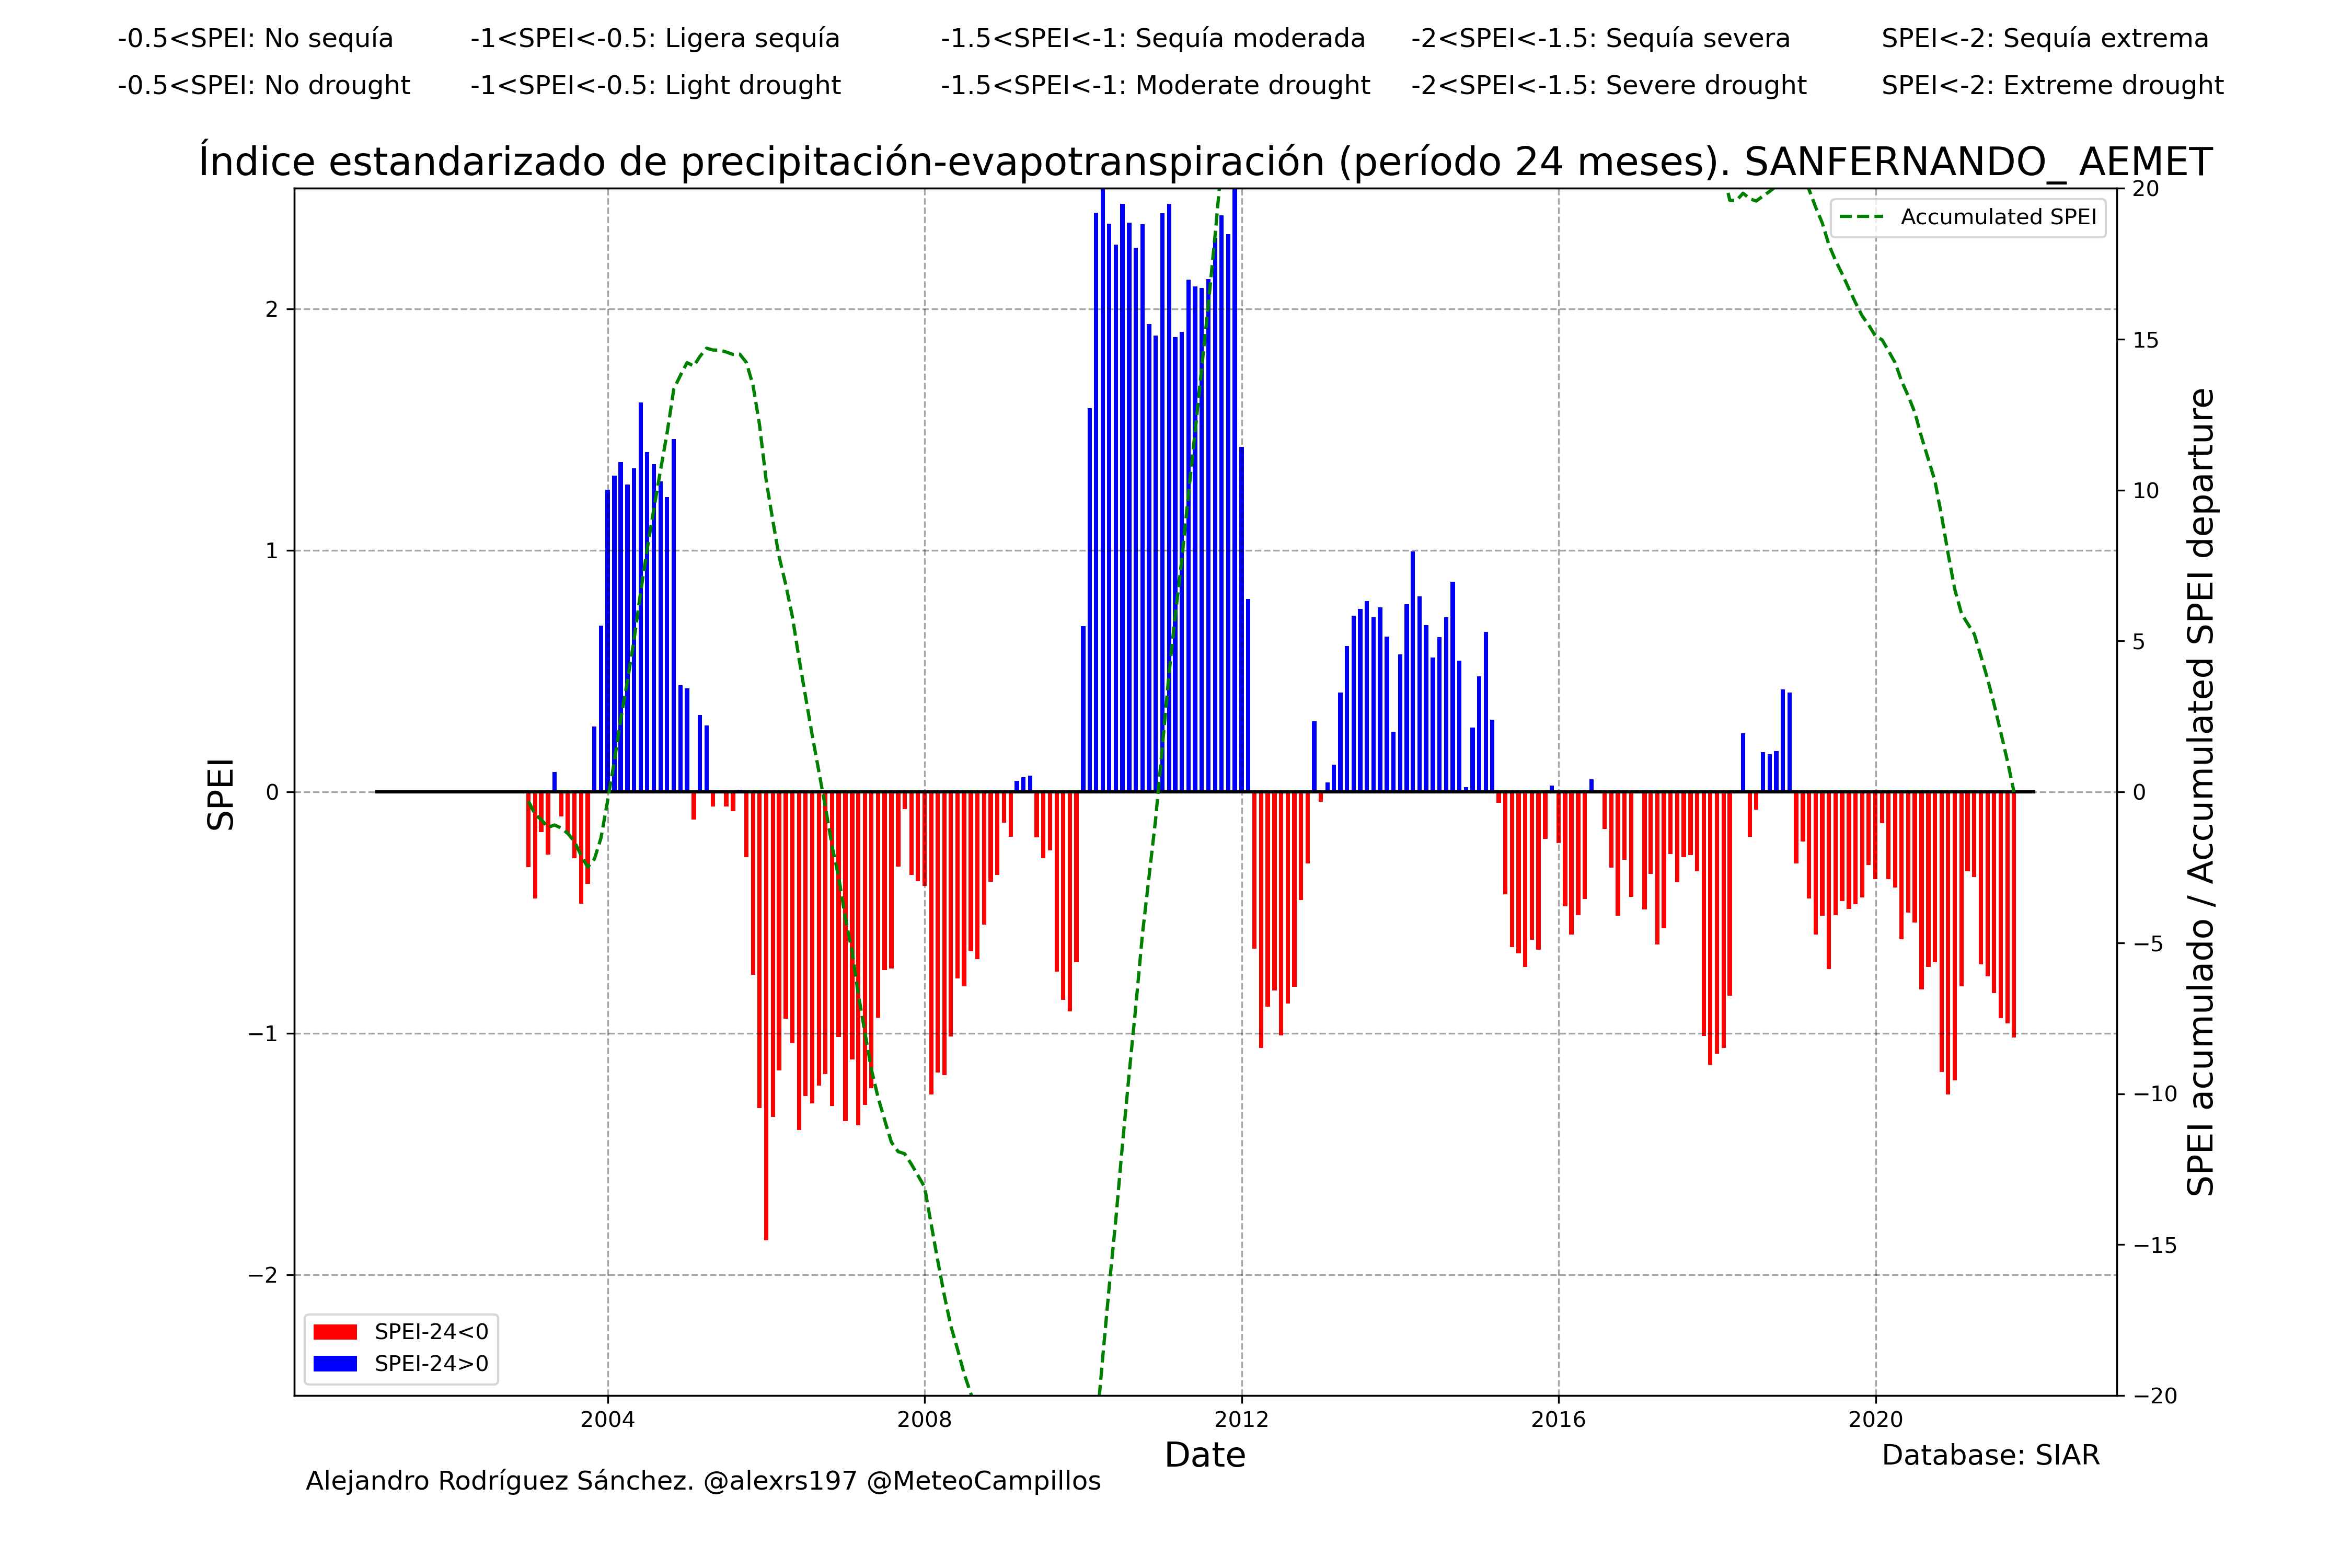 -0.5<SPEI: No sequía -1<SPEI<-0.5: Ligera sequía -1.5<SPEI<-1: Sequía moderada -2<SPEI<-1.5: Sequía severa SPEI<-2: Sequía extrema
-0.5<SPEI: No drought -1<SPEI<-0.5: Light drought -1.5<SPEI<-1: Moderate drought -2<SPEI<-1.5: Severe drought SPEI<-2: Extreme drought
Índice estandarizado de precipitación-evapotranspiración (período 24 meses). SANFERNANDO_ AEMET
SPEI
2
1
0
−1
−2
Accumulated SPEI
20
15
10
5
0
−5
−10
−15
−20
SPEI acumulado / Accumulated SPEI departure
SPEI-24<0
SPEI-24>0
2004 2008 2012 2016 2020
Date
Database: SIAR
Alejandro Rodríguez Sánchez. @alexrs197 @MeteoCampillos